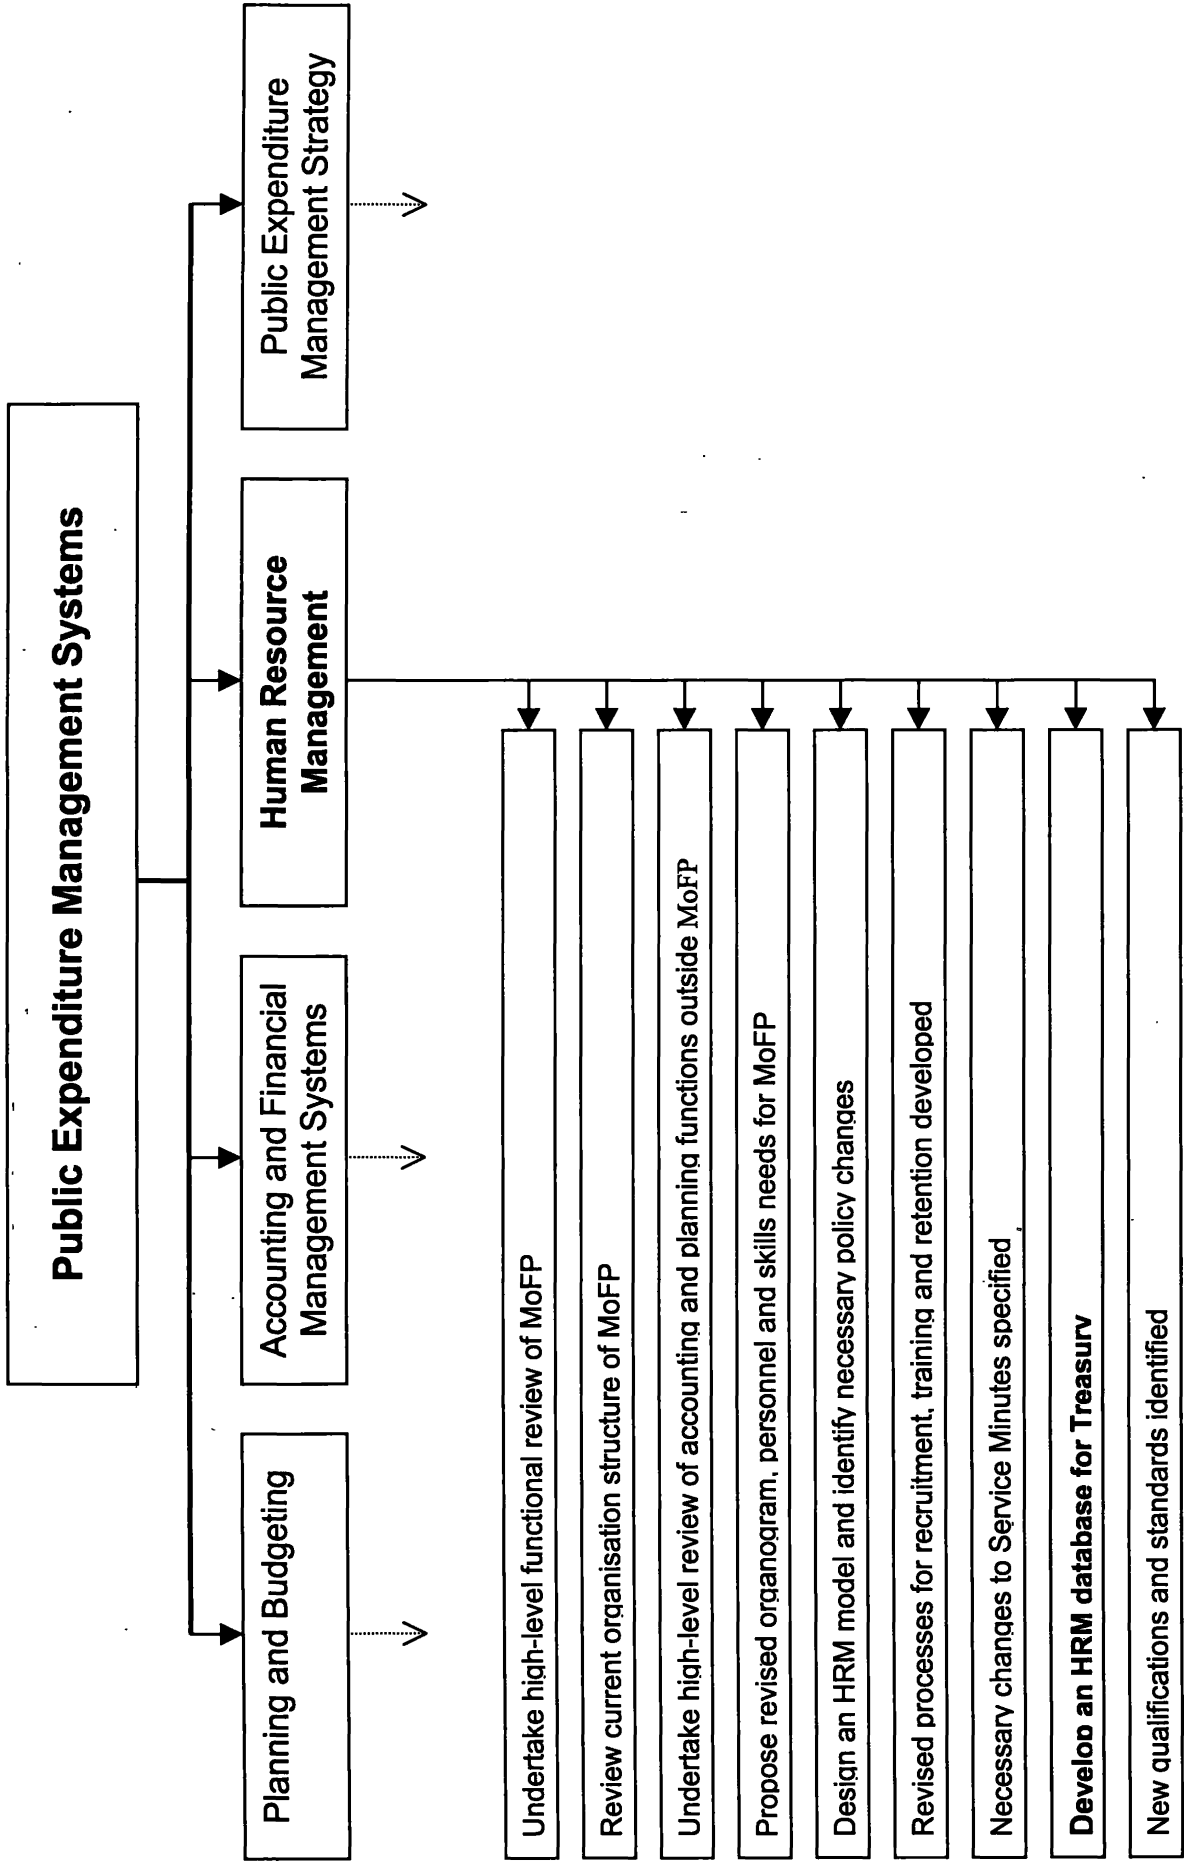 Public Expenditure Management Systems
Planning and Budgeting
Accounting and Financial
Management Systems
Human Resource
Management
Public Expenditure
Management Strategy
Undertake high-level functional review of MoFP
Review current organisation structure of MoFP
Undertake high-level review of accounting and planning functions outside MoFP
Propose revised organogram, personnel and skills needs for MoFP
Design an HRM model and identify necessary policy changes
Revised processes for recruitment, training and retention developed
Necessary changes to Service Minutes specified
Develop an HRM database for Treasury
New qualifications and standards identified